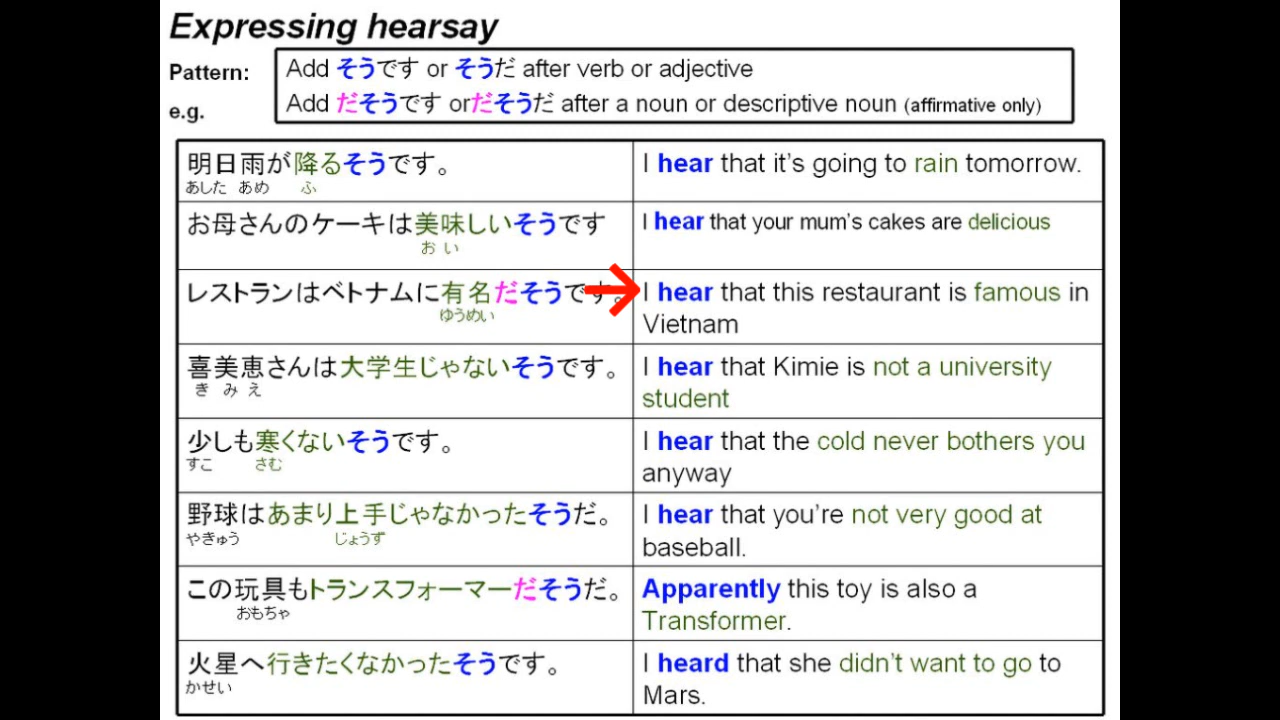 Expressing hearsay
Pattern:
Add そうです or そうだ after verb or adjective
e.g.
Add だそうです orだそうだ after a noun or descriptive noun (affirmative only)
明日雨が降るそうです。
あした あめ ふ
I hear that it's going to rain tomorrow.
お母さんのケーキは美味しいそうです
お い
I hear that your mum's cakes are delicious
レストランはベトナムに有名だそうです。
ゆうめい
I hear that this restaurant is famous in
Vietnam
喜美恵さんは大学生じゃないそうです。
き み え
I hear that Kimie is not a university
student
少しも寒くないそうです。
すこ さむ
I hear that the cold never bothers you
anyway
野球はあまり上手じゃなかったそうだ。
やきゅう じょうず
I hear that you're not very good at
baseball.
この玩具もトランスフォーマーだそうだ。
おもちゃ
Apparently this toy is also a
Transformer.
火星へ行きたくなかったそうです。
かせい
I heard that she didn't want to go to
Mars.